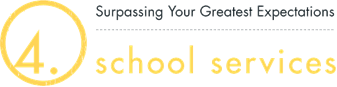 Surpassing Your Greatest Expectations
4. school services